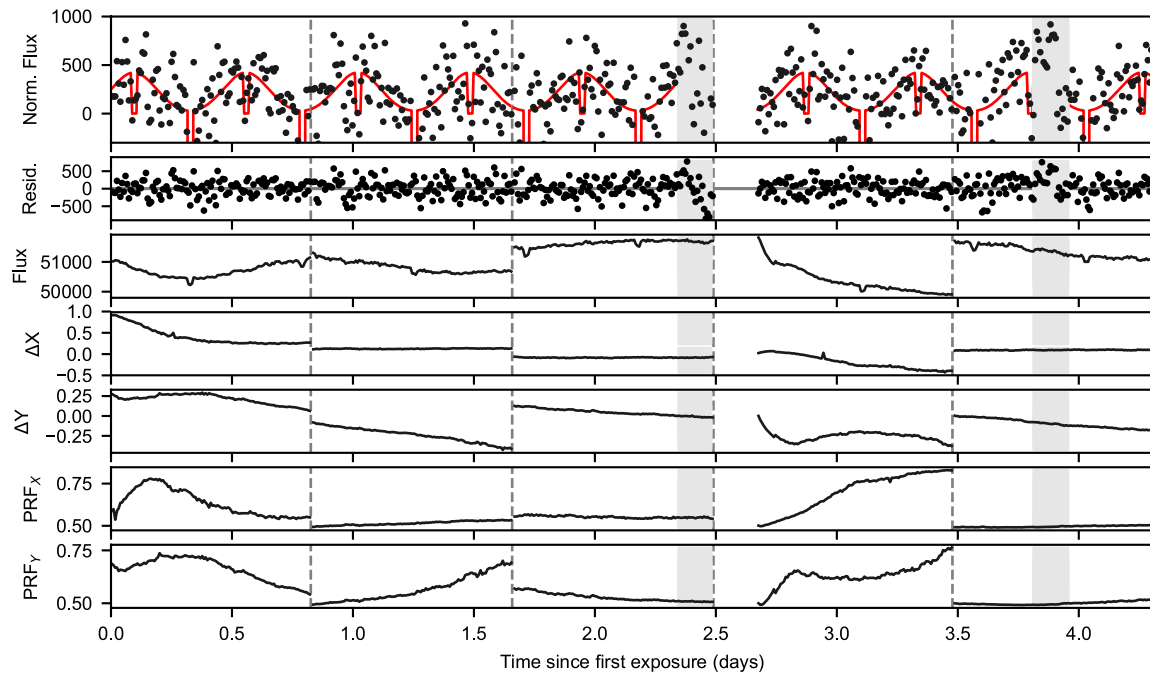 1000
500
0
Norm. Flux
500
0
−500
Resid.
51000
50000
Flux
1.0
0.5
0.0
−0.5
ΔX
0.25
0.00
−0.25
ΔY
0.75
0.50
PRF_X
0.75
0.50
PRF_Y
0.0 0.5 1.0 1.5 2.0 2.5 3.0 3.5 4.0
Time since first exposure (days)